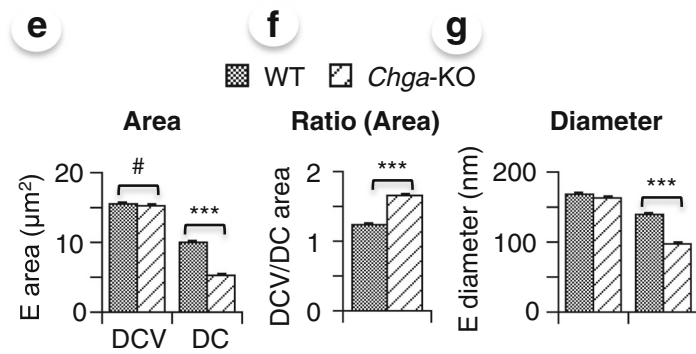 e f g
WT Chga-KO
Area
E area (μm²)
20
10
0
#
***
DCV DC
Ratio (Area)
DCV/DC area
2
1
0
***
Diameter
E diameter (nm)
200
100
0
***